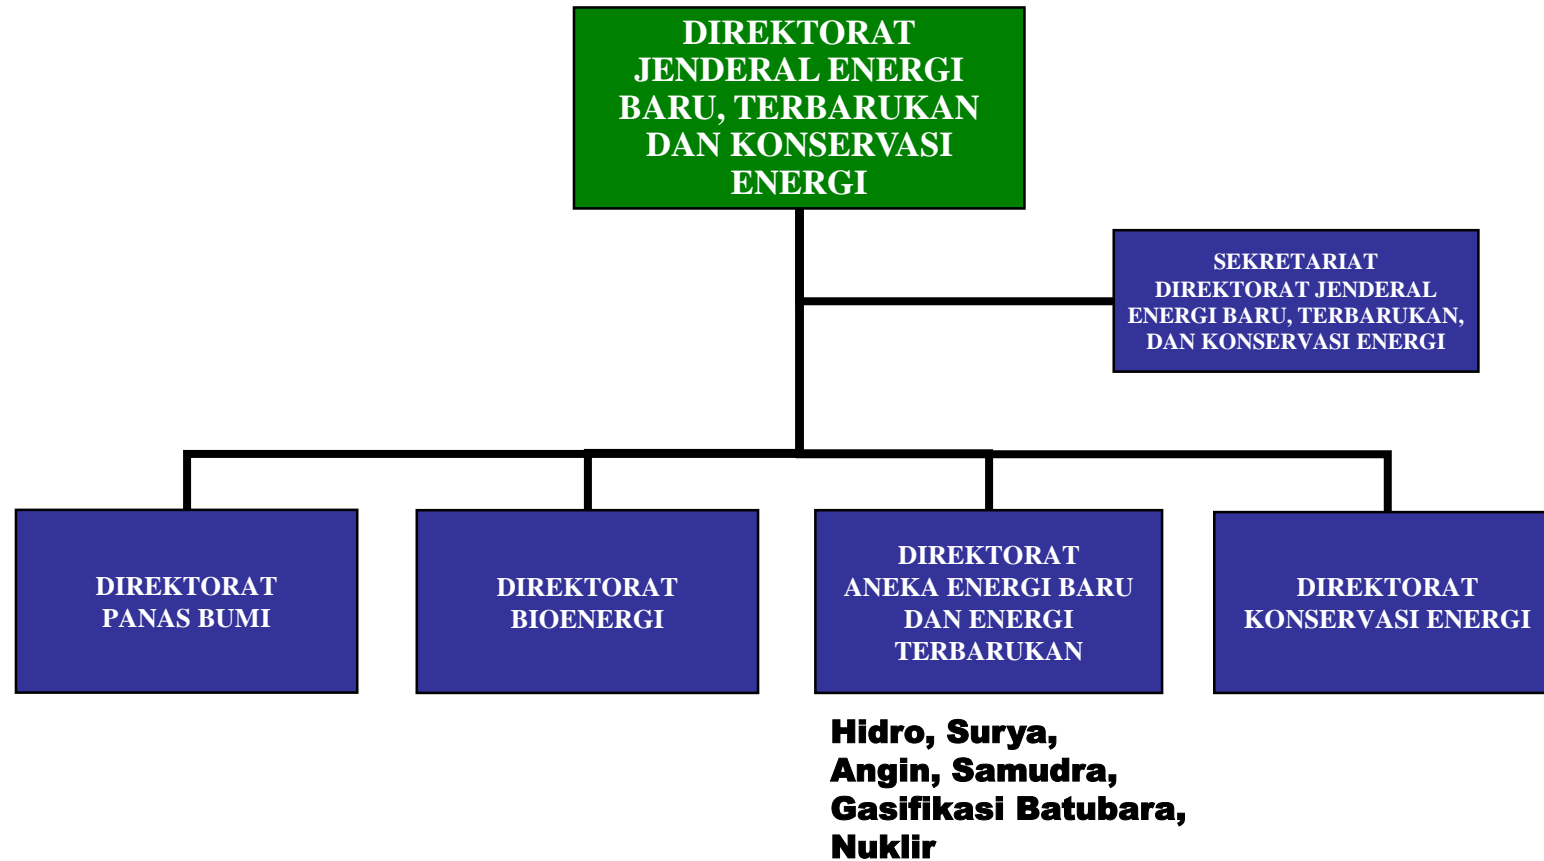 DIREKTORAT
JENDERAL ENERGI
BARU, TERBARUKAN
DAN KONSERVASI
ENERGI
SEKRETARIAT
DIREKTORAT JENDERAL
ENERGI BARU, TERBARUKAN,
DAN KONSERVASI ENERGI
DIREKTORAT
PANAS BUMI
DIREKTORAT
BIOENERGI
DIREKTORAT
ANEKA ENERGI BARU
DAN ENERGI
TERBARUKAN
DIREKTORAT
KONSERVASI ENERGI
Hidro, Surya,
Angin, Samudra,
Gasifikasi Batubara,
Nuklir